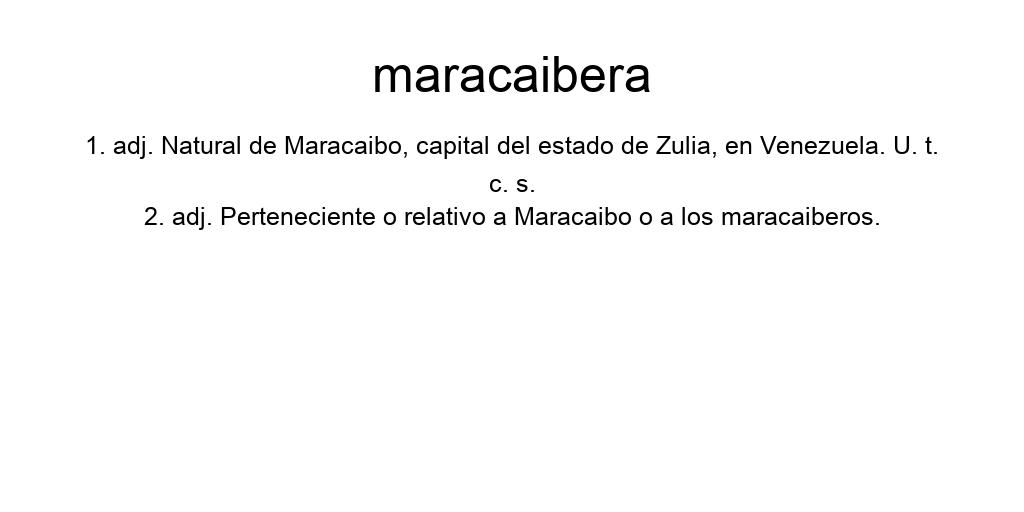 maracaibera
1. adj. Natural de Maracaibo, capital del estado de Zulia, en Venezuela. U. t.
c. s.
2. adj. Perteneciente o relativo a Maracaibo o a los maracaiberos.